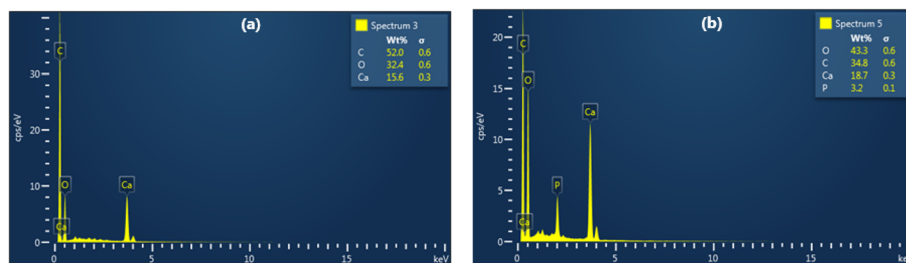 (a)
Spectrum 3
Wt% σ
C 52.0 0.6
O 32.4 0.6
Ca 15.6 0.3
cps/eV
30
20
10
0
C
O
Ca
Ca
0 5 10 15 keV
(b)
Spectrum 5
Wt% σ
O 43.3 0.6
C 34.8 0.6
Ca 18.7 0.3
P 3.2 0.1
cps/eV
20
15
10
5
0
C
O
Ca
P
Ca
0 5 10 15 keV